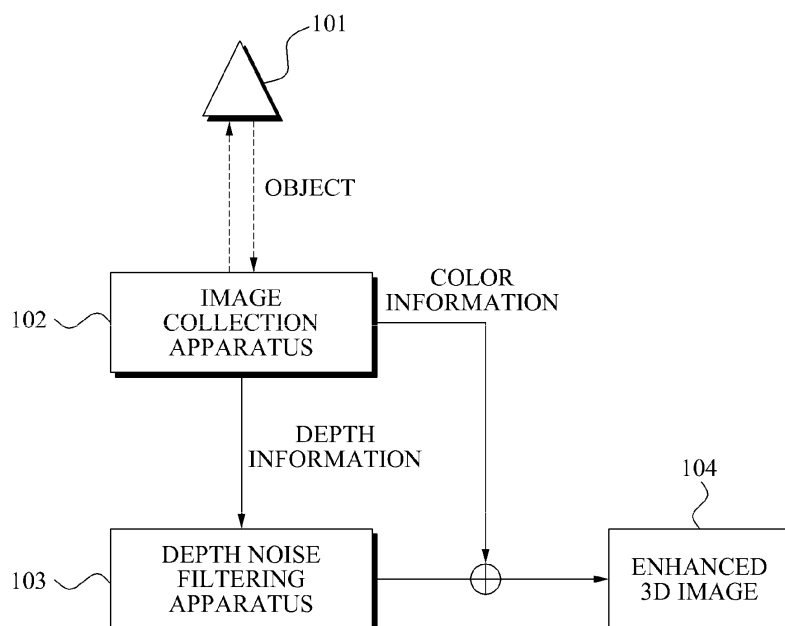 101
OBJECT
COLOR
INFORMATION
102
IMAGE
COLLECTION
APPARATUS
DEPTH
INFORMATION
104
103
DEPTH NOISE
FILTERING
APPARATUS
ENHANCED
3D IMAGE